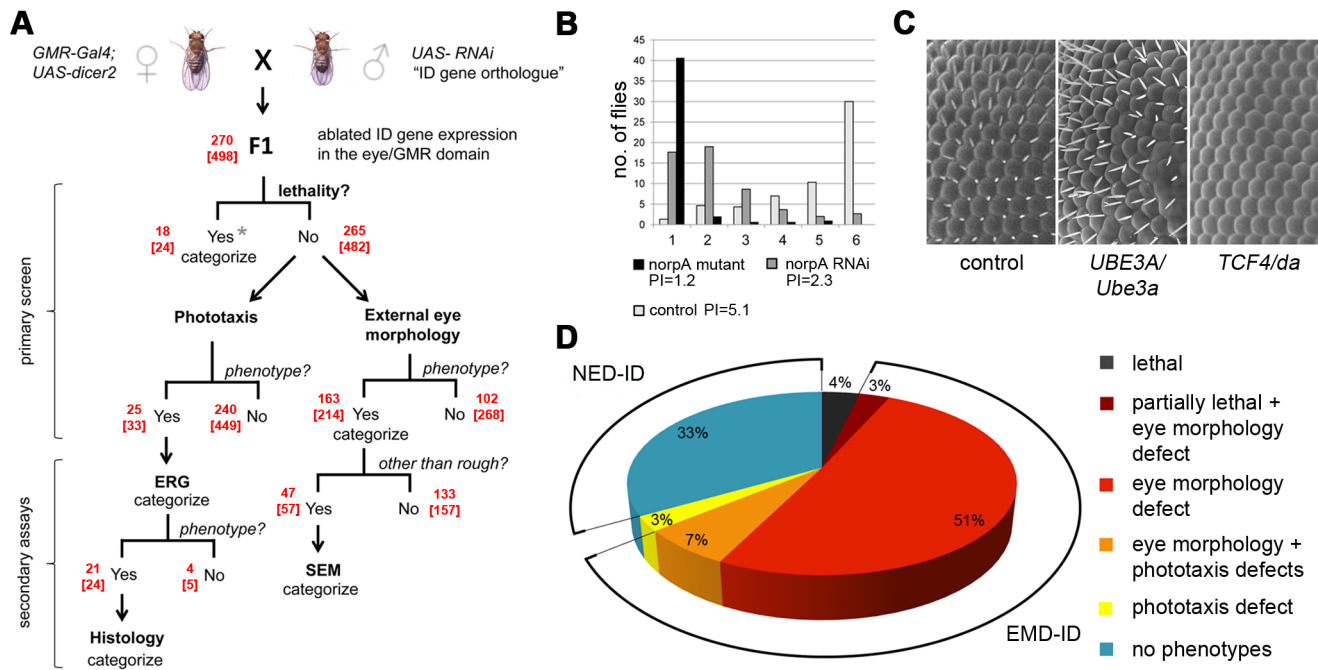 A
GMR-Gal4;
UAS-dicer2
♀
X
♂
UAS- RNAi
“ID gene orthologue”
270
[498]
F1
ablated ID gene expression
in the eye/GMR domain
primary screen
lethality?
18
[24]
Yes*
categorize
No
265
[482]
Phototaxis
External eye
morphology
phenotype?
25
[33]
Yes
240
[449]
No
phenotype?
163
[214]
Yes
categorize
No
102
[268]
secondary assays
ERG
categorize
other than rough?
47
[57]
Yes
No
133
[157]
phenotype?
21
[24]
Yes
4
[5]
No
SEM
categorize
Histology
categorize
B
no. of flies
45
40
35
30
25
20
15
10
5
0
1 2 3 4 5 6
norpA mutant
PI=1.2
norpA RNAi
PI=2.3
control PI=5.1
C
control
UBE3A/
Ube3a
TCF4/da
D
NED-ID
4%
3%
33%
3%
7%
51%
EMD-ID
lethal
partially lethal +
eye morphology
defect
eye morphology
defect
eye morphology +
phototaxis defects
phototaxis defect
no phenotypes